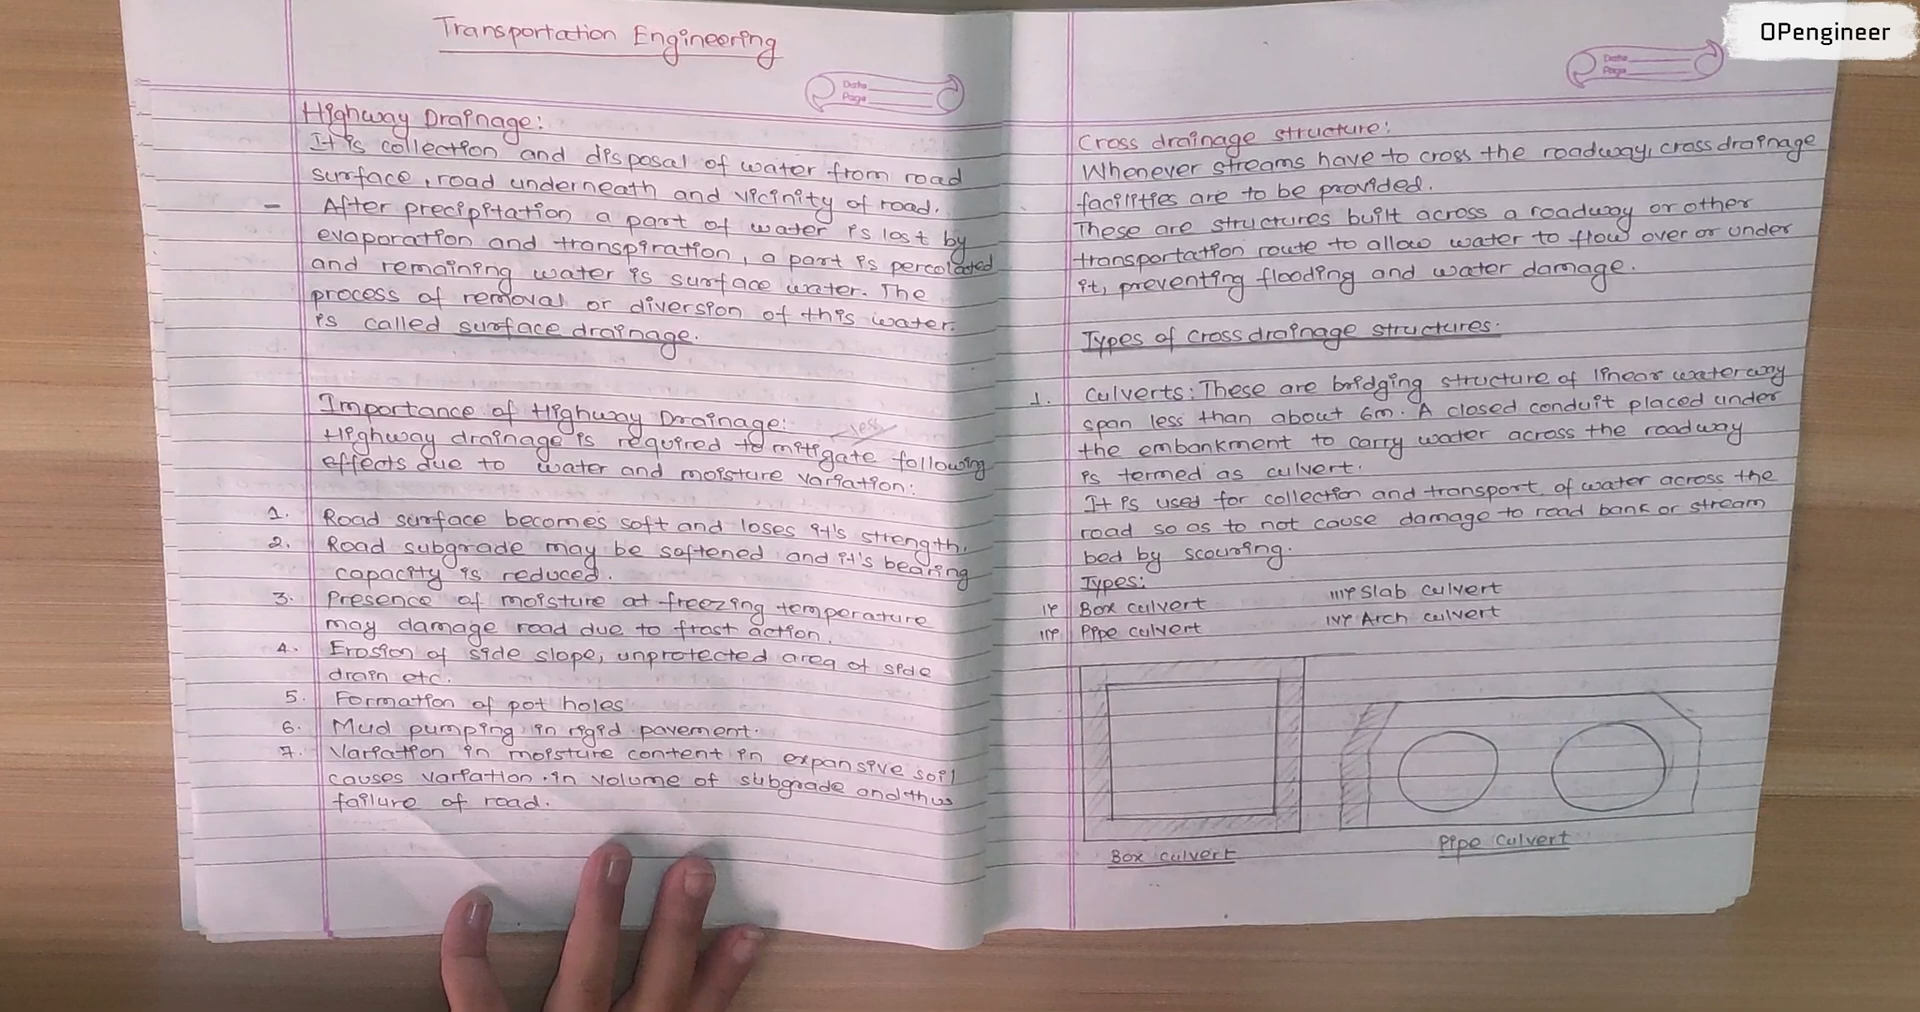 OPengineer
Transportation Engineering
Date
Page
Highway Drainage:
It is collection and disposal of water from road
surface, road underneath and vicinity of road.
- After precipitation a part of water is lost by
evaporation and transpiration, a part is percolated
and remaining water is surface water. The
process of removal or diversion of this water.
is called surface drainage.
Importance of Highway Drainage:
Highway drainage is required to mitigate following
effects due to water and moisture variation:
1. Road surface becomes soft and loses it's strength.
2. Road subgrade may be softened and it's bearing
capacity is reduced.
3. Presence of moisture at freezing temperature
may damage road due to frost action.
4. Erosion of side slope, unprotected area of side
drain etc.
5. Formation of pot holes
6. Mud pumping in rigid pavement.
7. Variation in moisture content in expansive soil
causes variation in volume of subgrade and thus
failure of road.
Date
Page
Cross drainage structure:
Whenever streams have to cross the roadway, cross drainage
facilities are to be provided.
These are structures built across a roadway or other
transportation route to allow water to flow over or under
it, preventing flooding and water damage.
Types of Cross drainage structures.
1. Culverts: These are bridging structure of linear waterway
span less than about 6m. A closed conduit placed under
the embankment to carry water across the roadway
is termed as culvert.
It is used for collection and transport of water across the
road so as to not cause damage to road bank or stream
bed by scouring.
Types:
i) Box culvert iii) Slab culvert
ii) Pipe culvert iv) Arch culvert
Box culvert
Pipe culvert